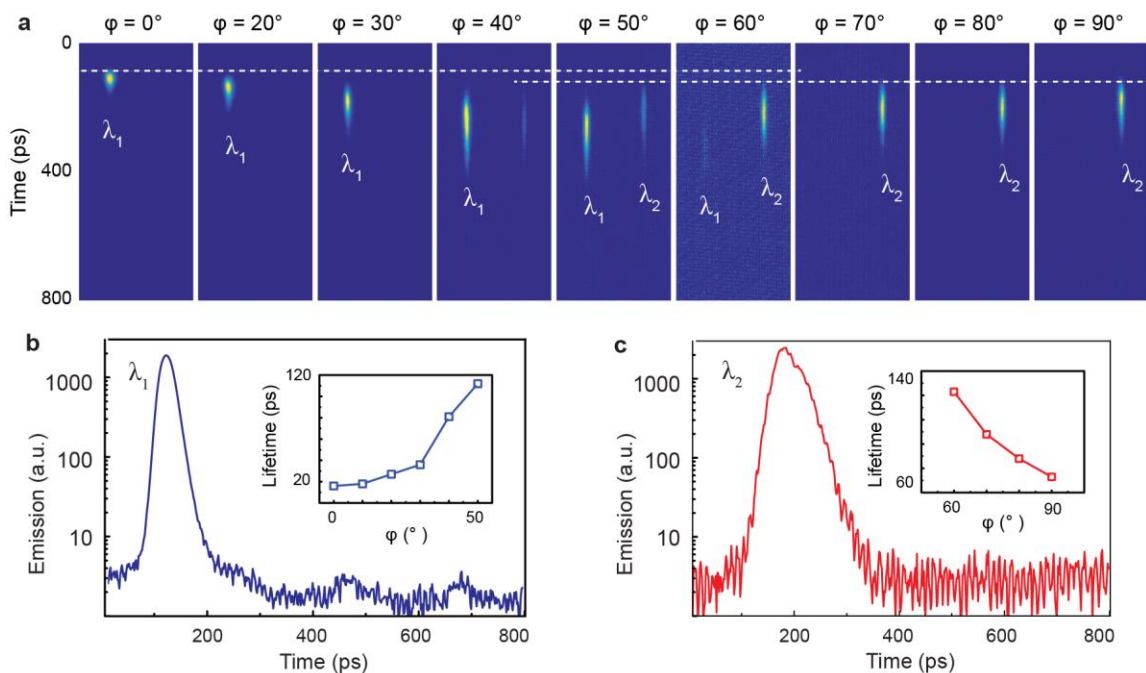 a
φ = 0° φ = 20° φ = 30° φ = 40° φ = 50° φ = 60° φ = 70° φ = 80° φ = 90°
0
400
800
Time (ps)
λ1
λ1
λ1
λ1
λ1 λ2
λ1 λ2
λ2
λ2
λ2
b
λ1
1000
100
10
Emission (a.u.)
200 400 600 800
Time (ps)
120
20
Lifetime (ps)
0 50
φ (° )
c
λ2
1000
100
10
Emission (a.u.)
200 400 600 800
Time (ps)
140
60
Lifetime (ps)
60 90
φ (° )